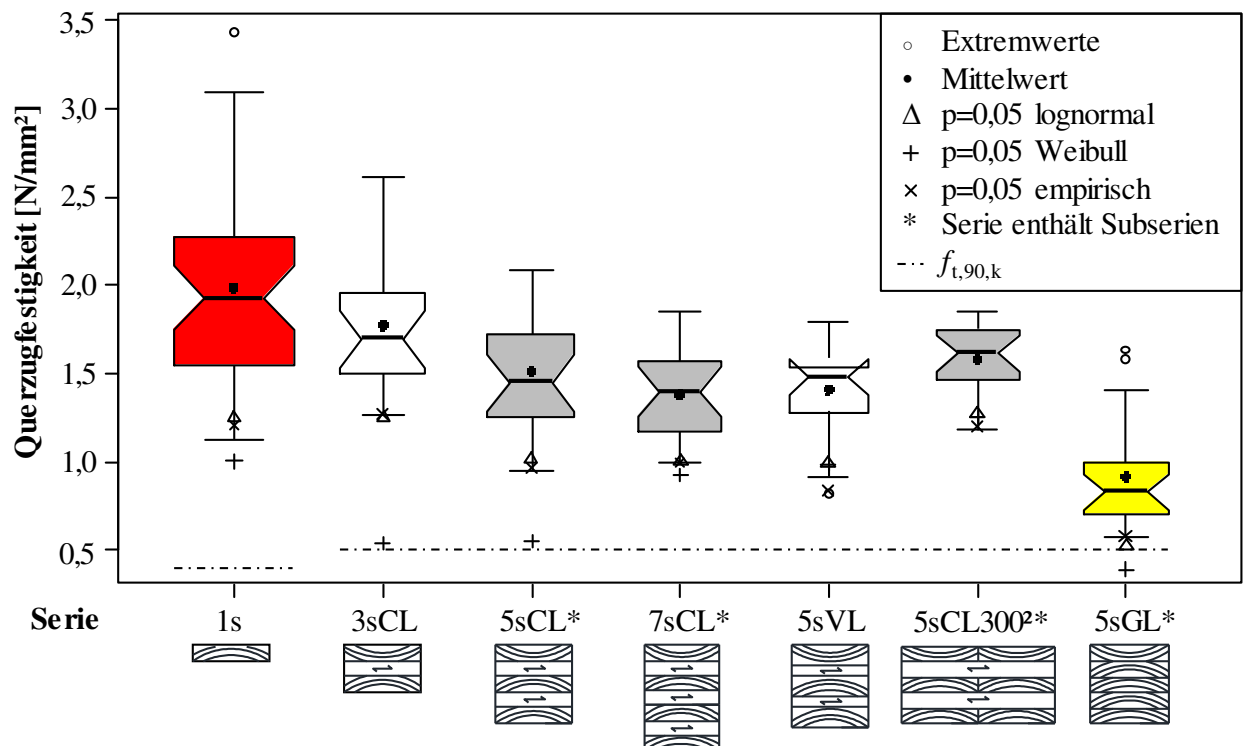 3,5
3,0
2,5
2,0
1,5
1,0
0,5
Querzugfestigkeit [N/mm²]
Extremwerte
Mittelwert
p=0,05 lognormal
p=0,05 Weibull
p=0,05 empirisch
* Serie enthält Subserien
f t,90,k
Serie 1s 3sCL 5sCL* 7sCL* 5sVL 5sCL300²* 5sGL*